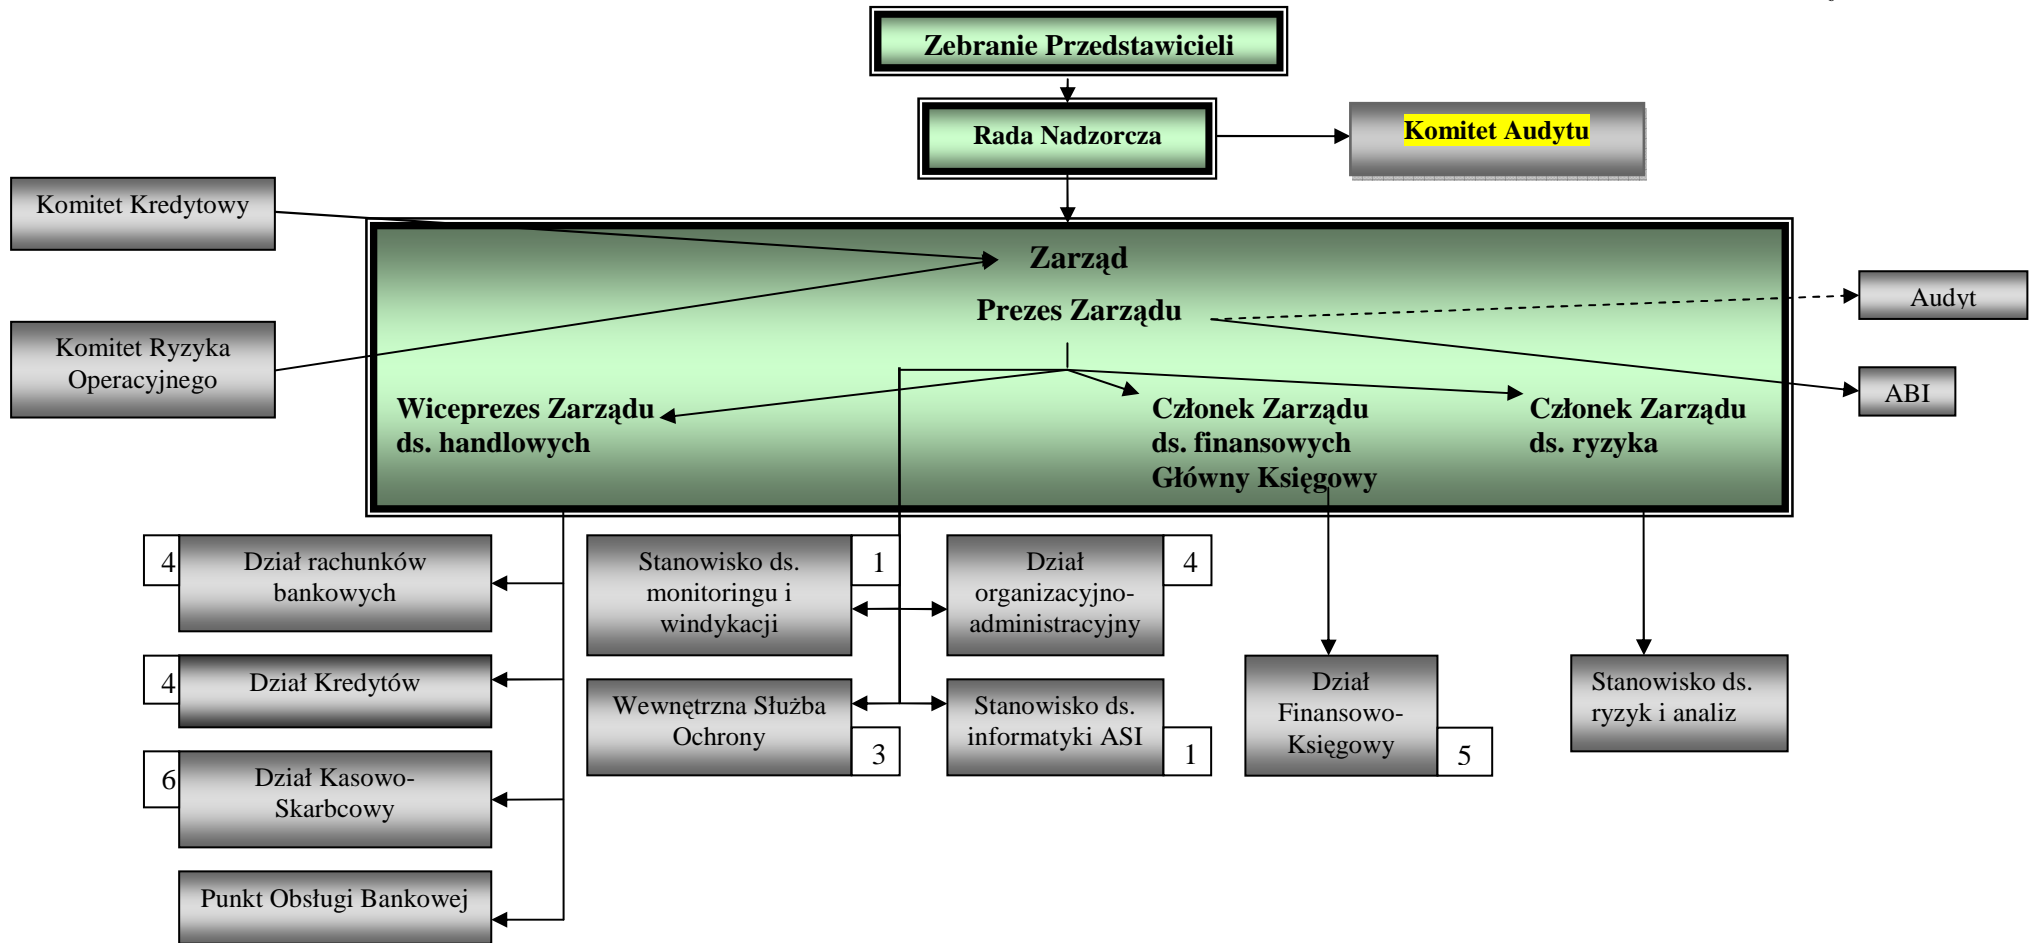 Zebranie Przedstawicieli
Rada Nadzorcza
Komitet Audytu
Komitet Kredytowy
Zarząd
Prezes Zarządu
Audyt
Komitet Ryzyka
Operacyjnego
ABI
Wiceprezes Zarządu
ds. handlowych
Członek Zarządu
ds. finansowych
Główny Księgowy
Członek Zarządu
ds. ryzyka
4
Dział rachunków
bankowych
Stanowisko ds.
monitoringu i
windykacji
1
Dział
organizacyjno-
administracyjny
4
4
Dział Kredytów
Wewnętrzna Służba
Ochrony
3
Stanowisko ds.
informatyki ASI
1
Dział
Finansowo-
Księgowy
5
Stanowisko ds.
ryzyk i analiz
6
Dział Kasowo-
Skarbcowy
Punkt Obsługi Bankowej